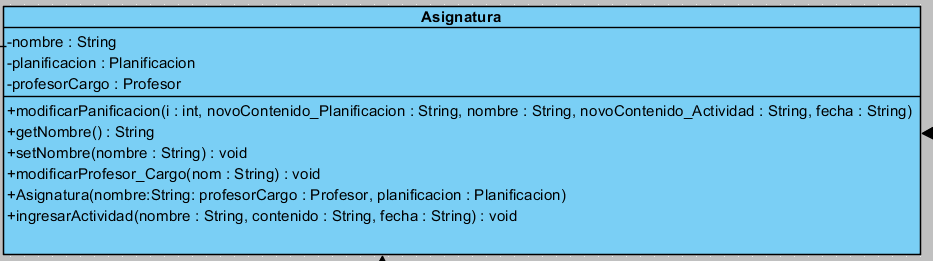 Asignatura
-nombre : String
-planificacion : Planificacion
-profesorCargo : Profesor
+modificarPanificacion(i : int, novoContenido_Planificacion : String, nombre : String, novoContenido_Actividad : String, fecha : String)
+getNombre() : String
+setNombre(nombre : String) : void
+modificarProfesor_Cargo(nom : String) : void
+Asignatura(nombre:String: profesorCargo : Profesor, planificacion : Planificacion)
+ingresarActividad(nombre : String, contenido : String, fecha : String) : void